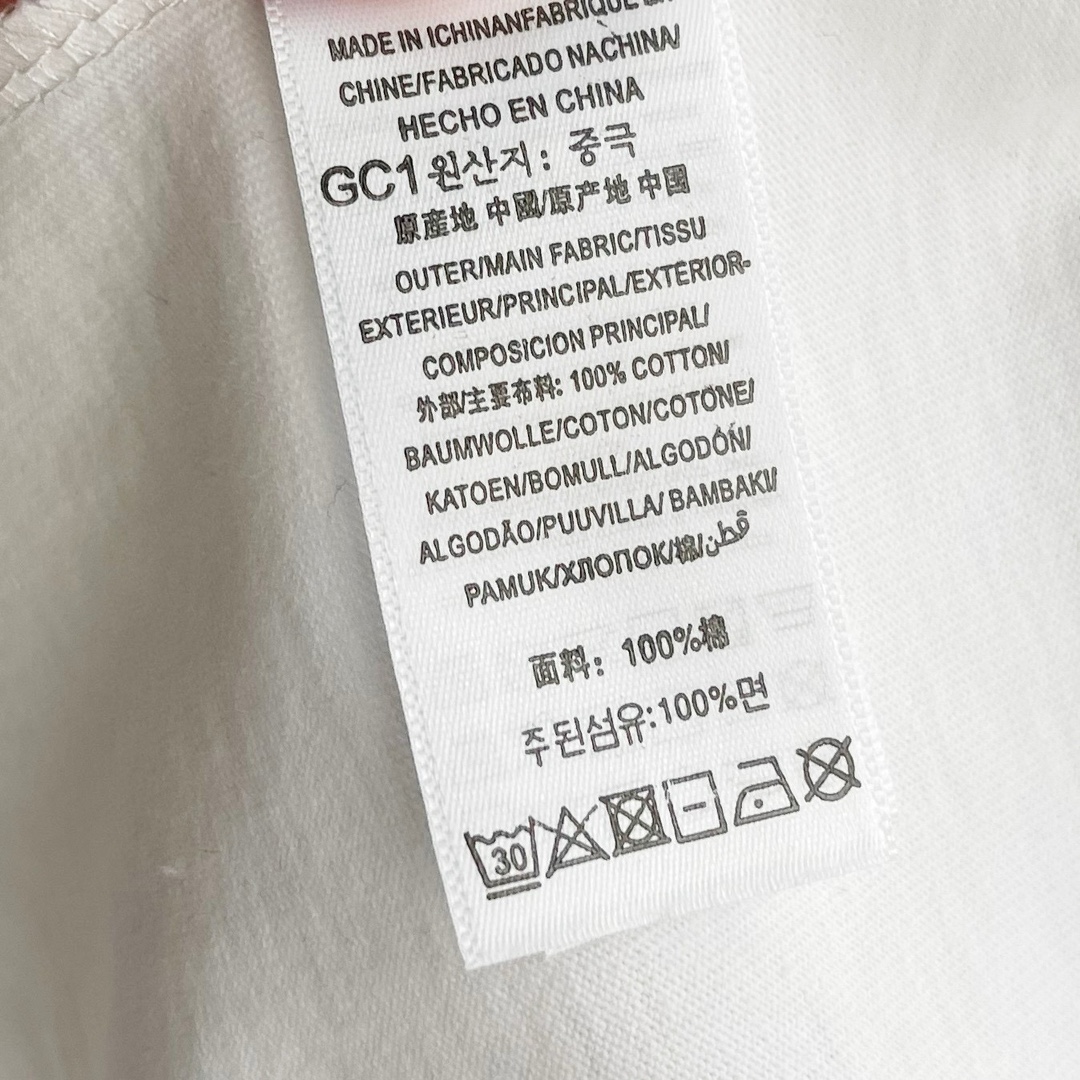 MADE IN ICHINANFABRIQUE EN
CHINE/FABRICADO NACHINA/
HECHO EN CHINA
GC1 원산지: 중극
原産地 中國/原产地 中國
OUTER/MAIN FABRIC/TISSU
EXTERIEUR/PRINCIPAL/EXTERIOR-
COMPOSICION PRINCIPAL/
外部/主要布料: 100% COTTON/
BAUMWOLLE/COTON/COTONE/
KATOEN/BOMULL/ALGODÓN/
ALGODÃO/PUUVILLA/ BAMBAKI/
PAMUK/ХЛОПОК/棉/قطن
面料: 100%棉
주된섬유:100%면
30